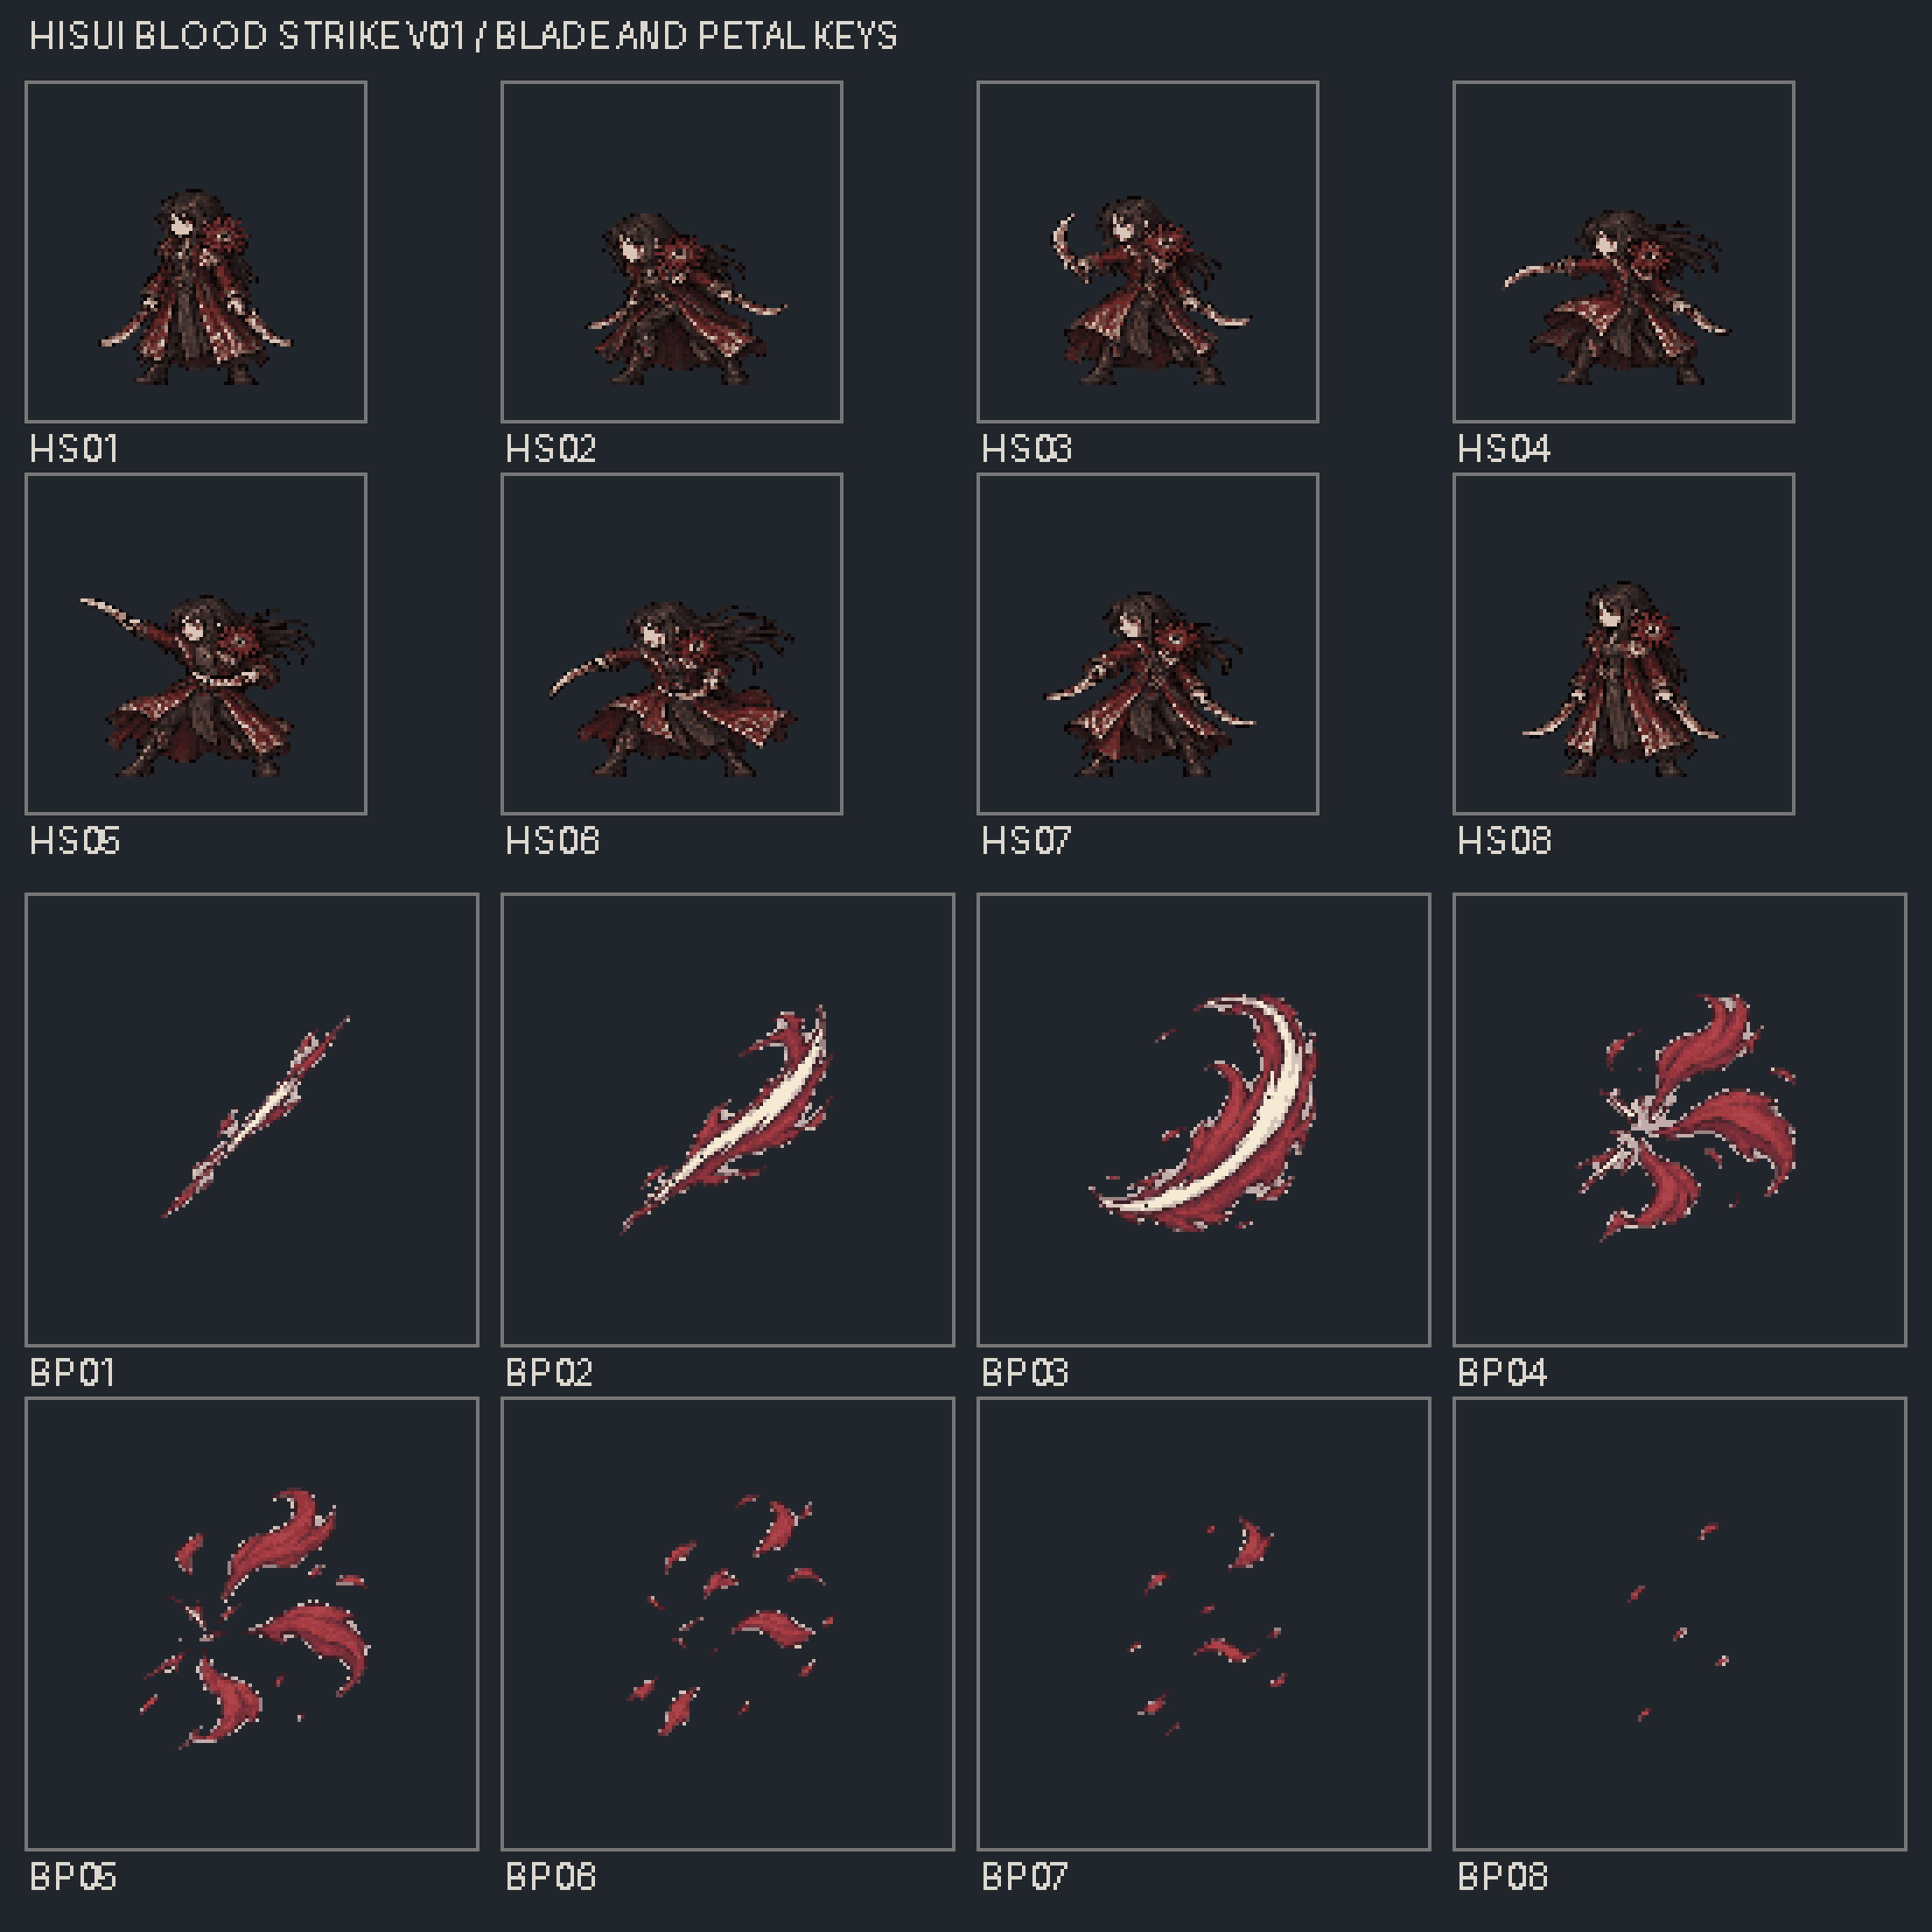 HISUI BLOOD STRIKE V01 / BLADE AND PETAL KEYS
HS01 HS02 HS03 HS04
HS05 HS06 HS07 HS08
BP01 BP02 BP03 BP04
BP05 BP06 BP07 BP08